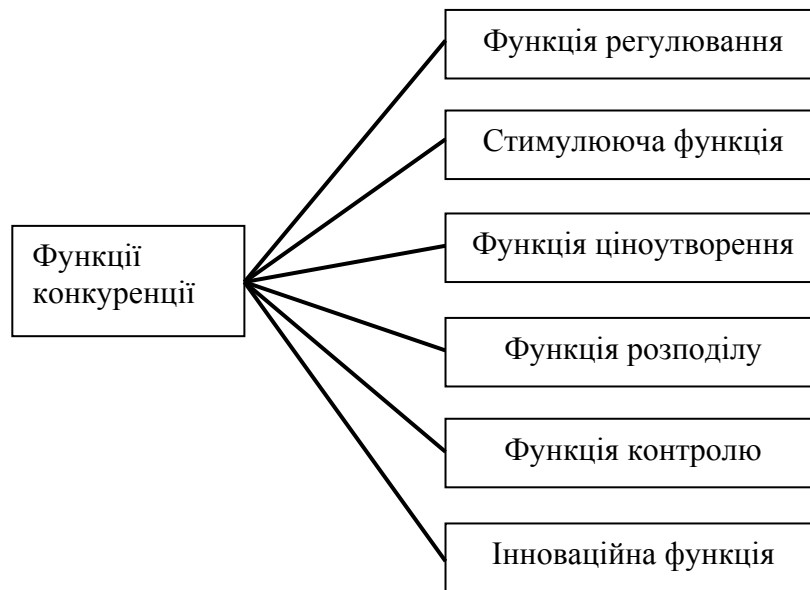 Функція регулювання
Стимулююча функція
Функції
конкуренції
Функція ціноутворення
Функція розподілу
Функція контролю
Інноваційна функція